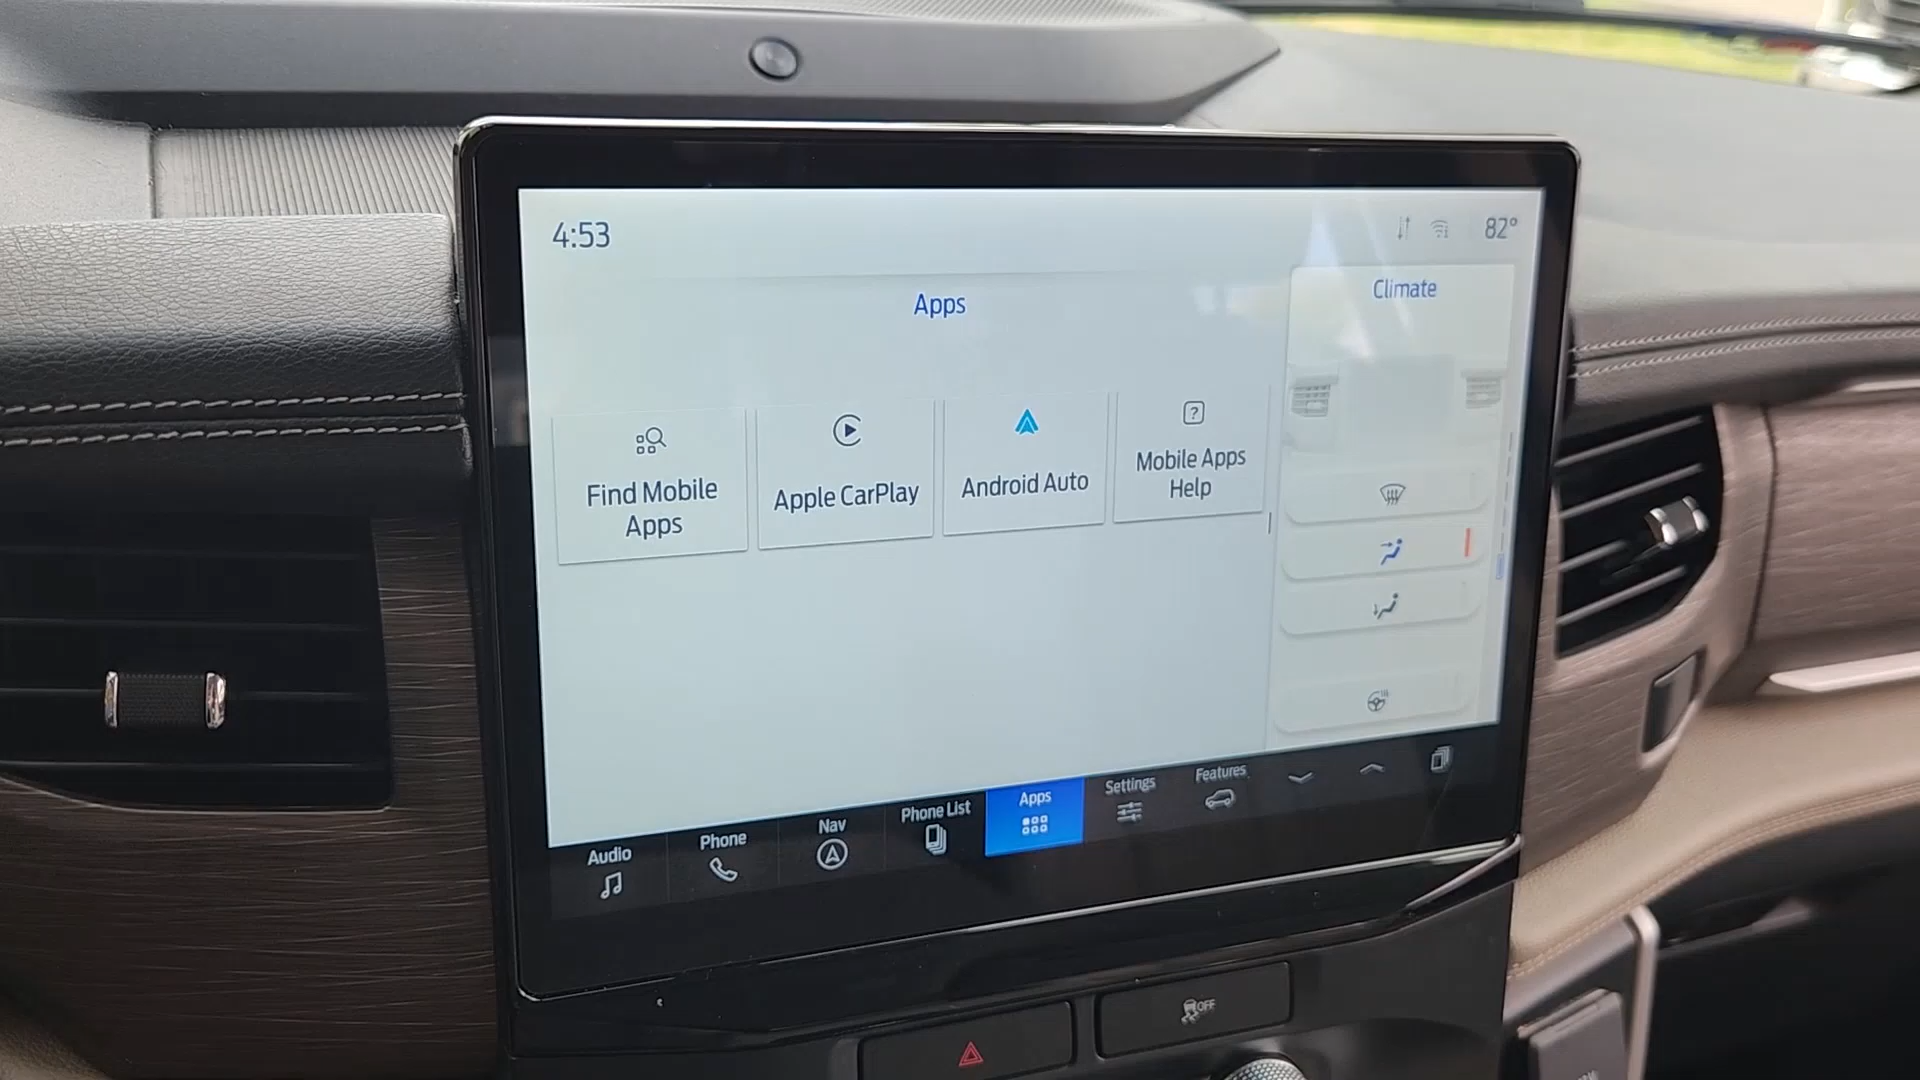 4:53
82°
Apps
Climate
Find Mobile
Apps
Apple CarPlay
Android Auto
?
Mobile Apps
Help
Audio
Phone
Nav
Phone List
Apps
Settings
Features
OFF